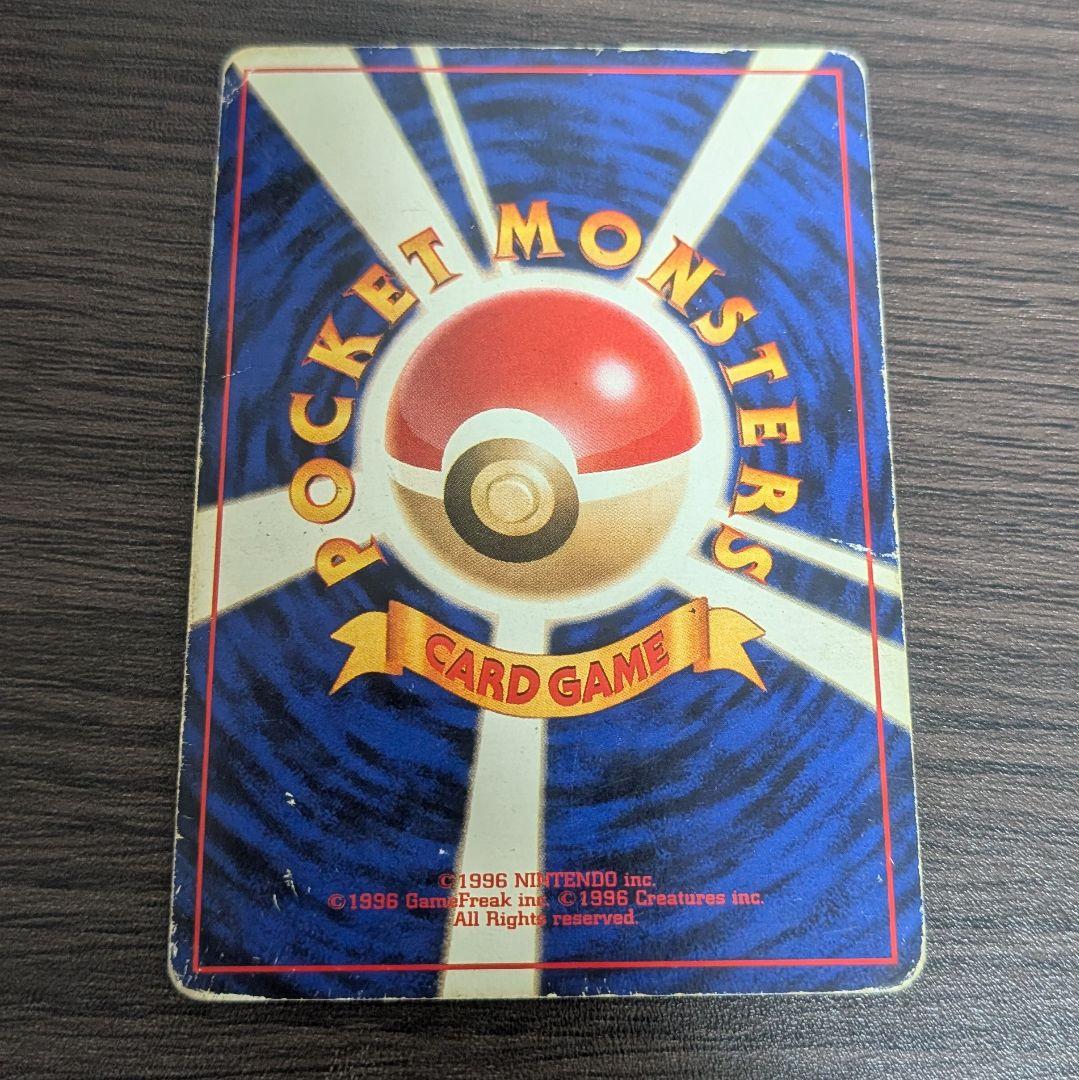 POCKET MONSTERS
CARD GAME
©1996 NINTENDO inc.
©1996 GameFreak inc. ©1996 Creatures inc.
All Rights reserved.